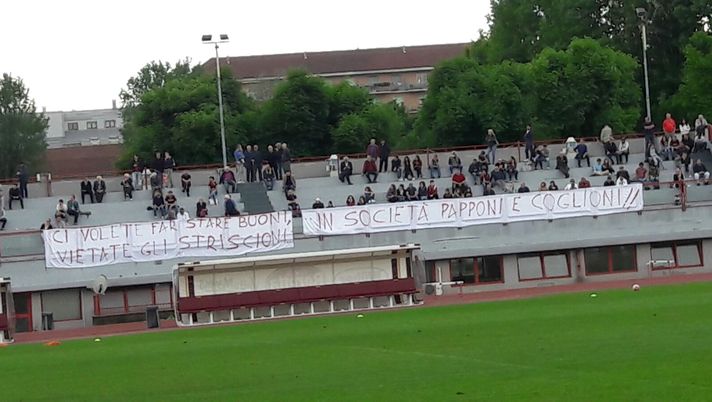 CI VOLETE FAR STARE BUONI
VIETATE GLI STRISCIONI
IN SOCIETÀ PAPPONI E COGLIONI!!